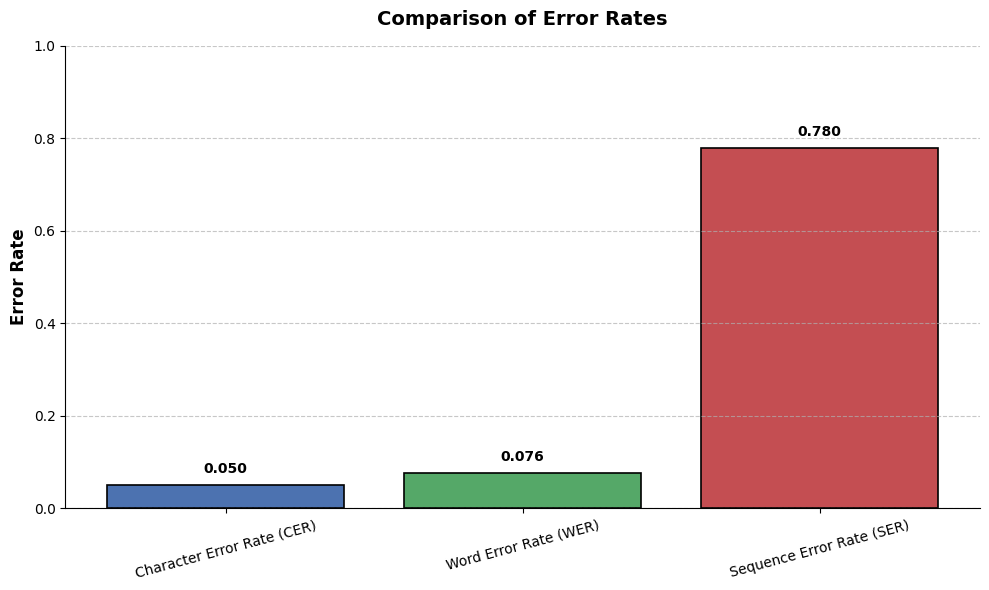 Comparison of Error Rates
1.0
0.8
0.6
0.4
0.2
0.0
Error Rate
0.050
0.076
0.780
Character Error Rate (CER)
Word Error Rate (WER)
Sequence Error Rate (SER)